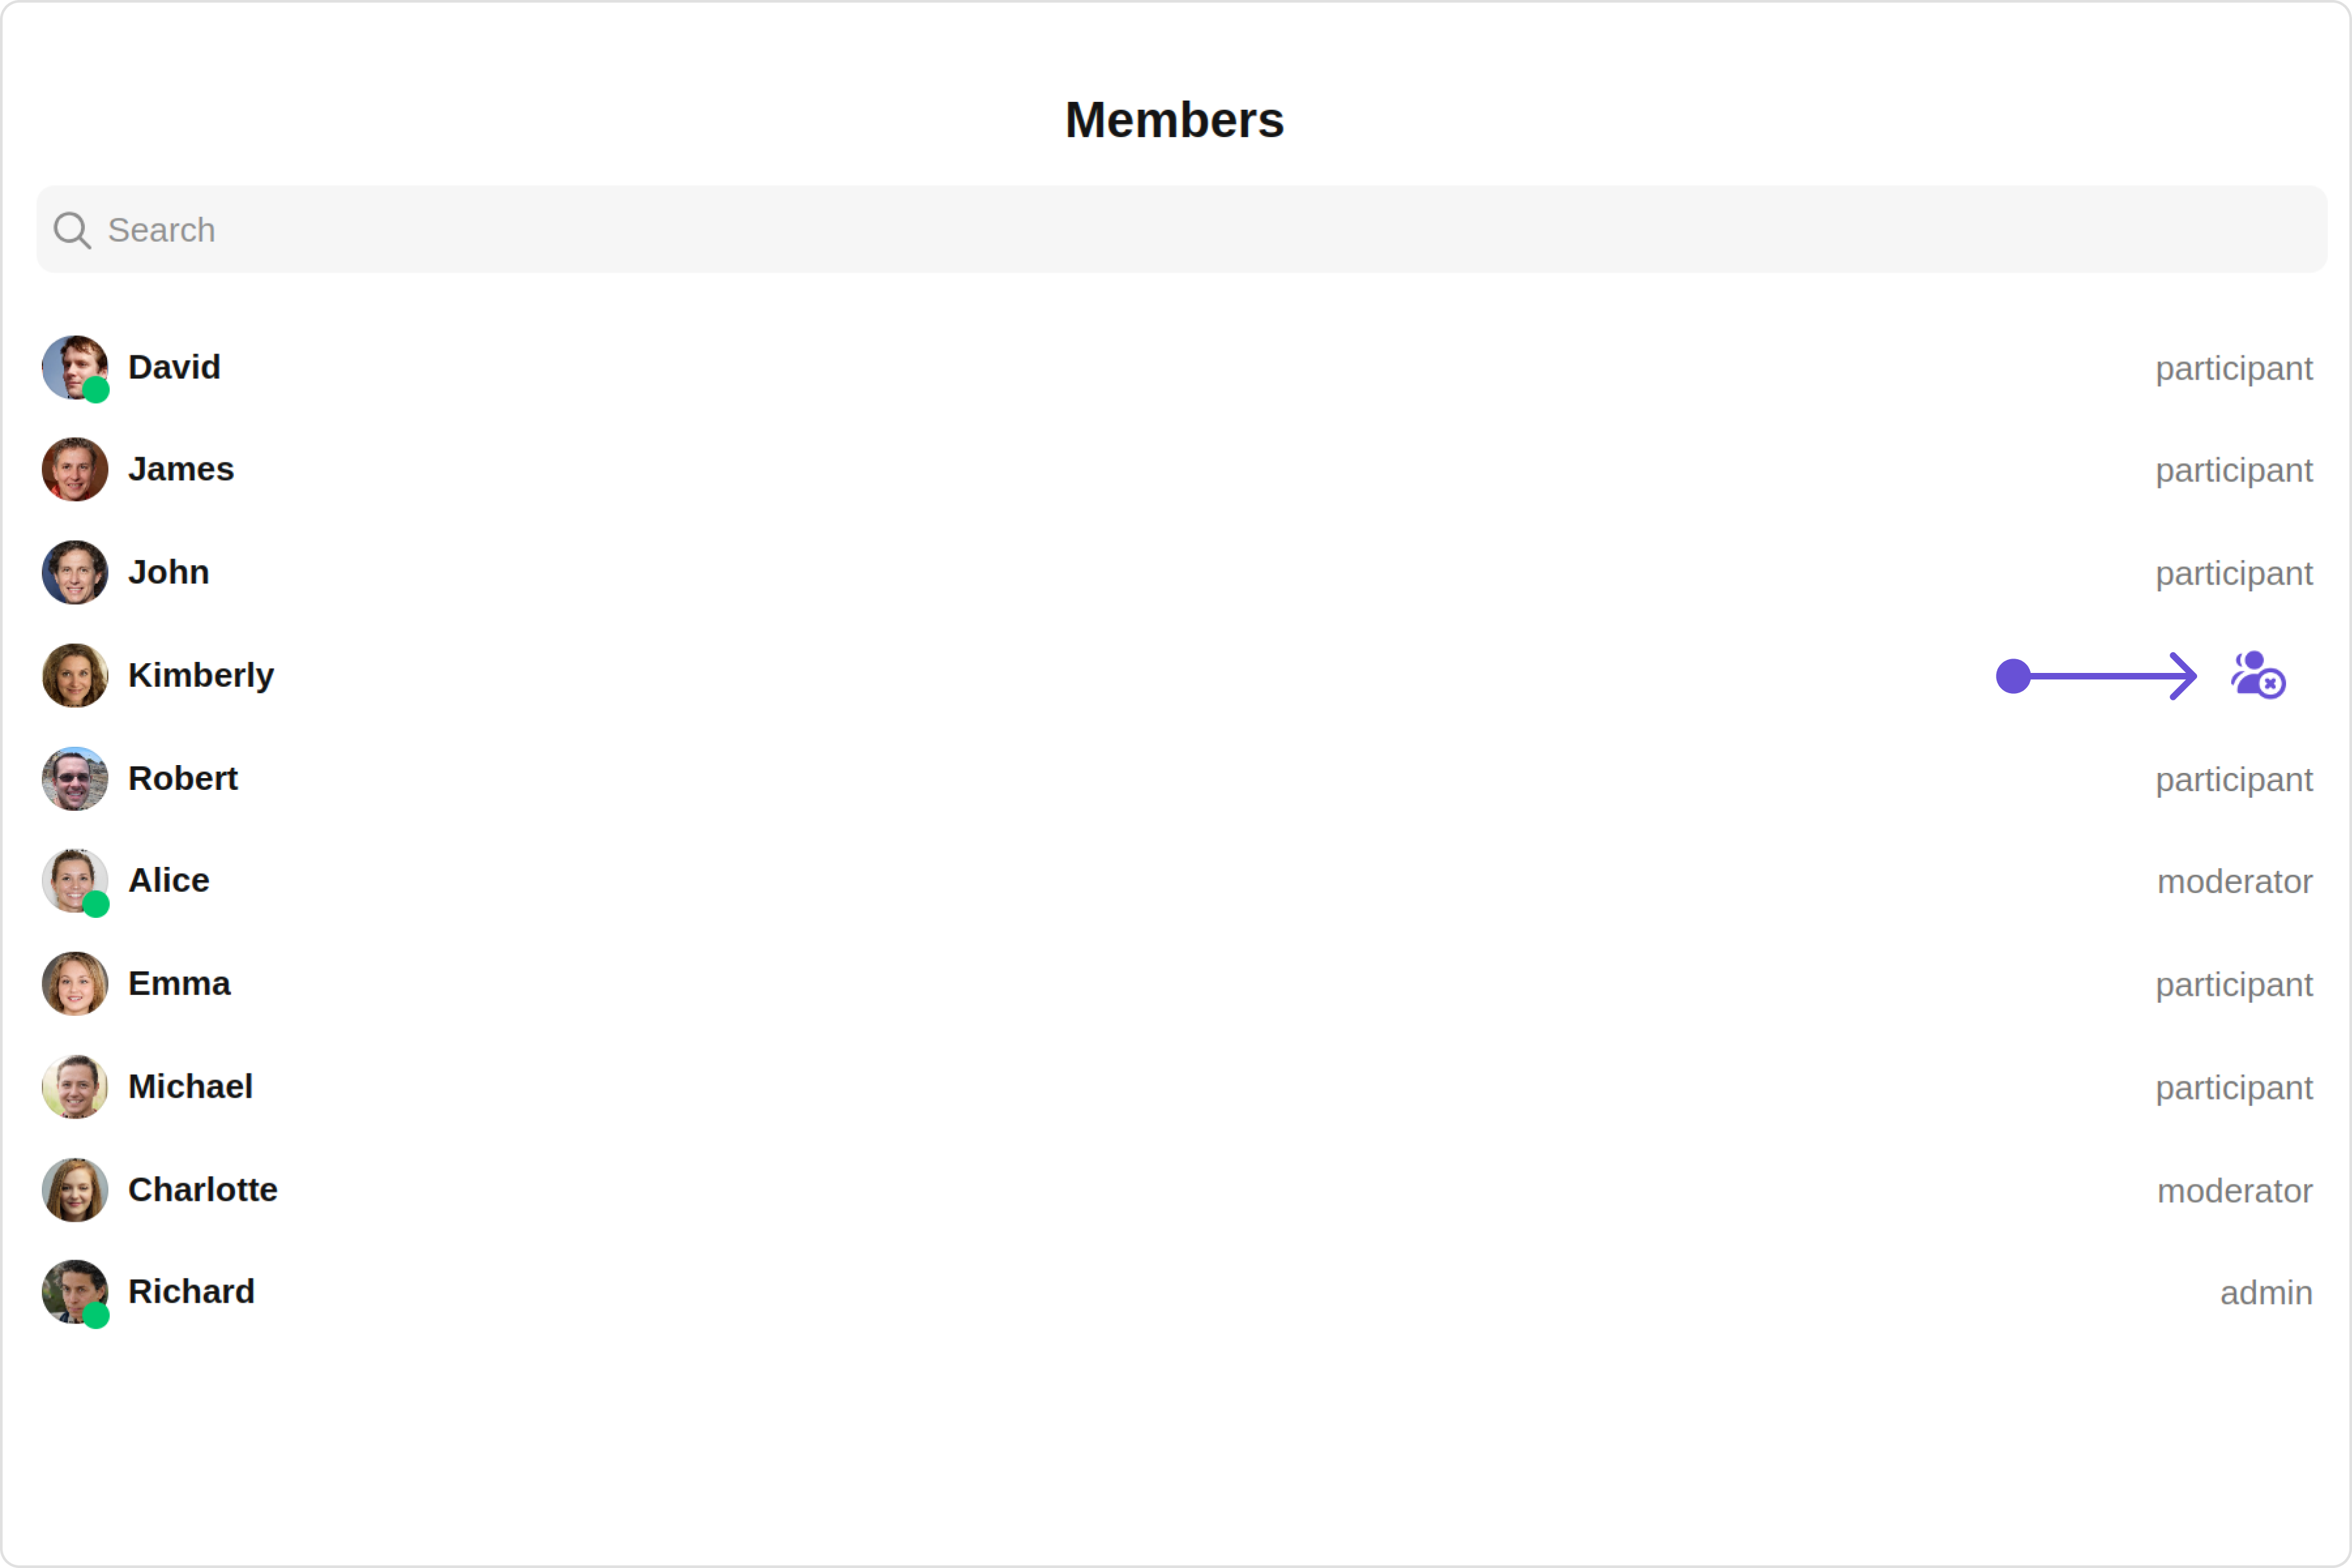 Members
Search
David participant
James participant
John participant
Kimberly
Robert participant
Alice moderator
Emma participant
Michael participant
Charlotte moderator
Richard admin